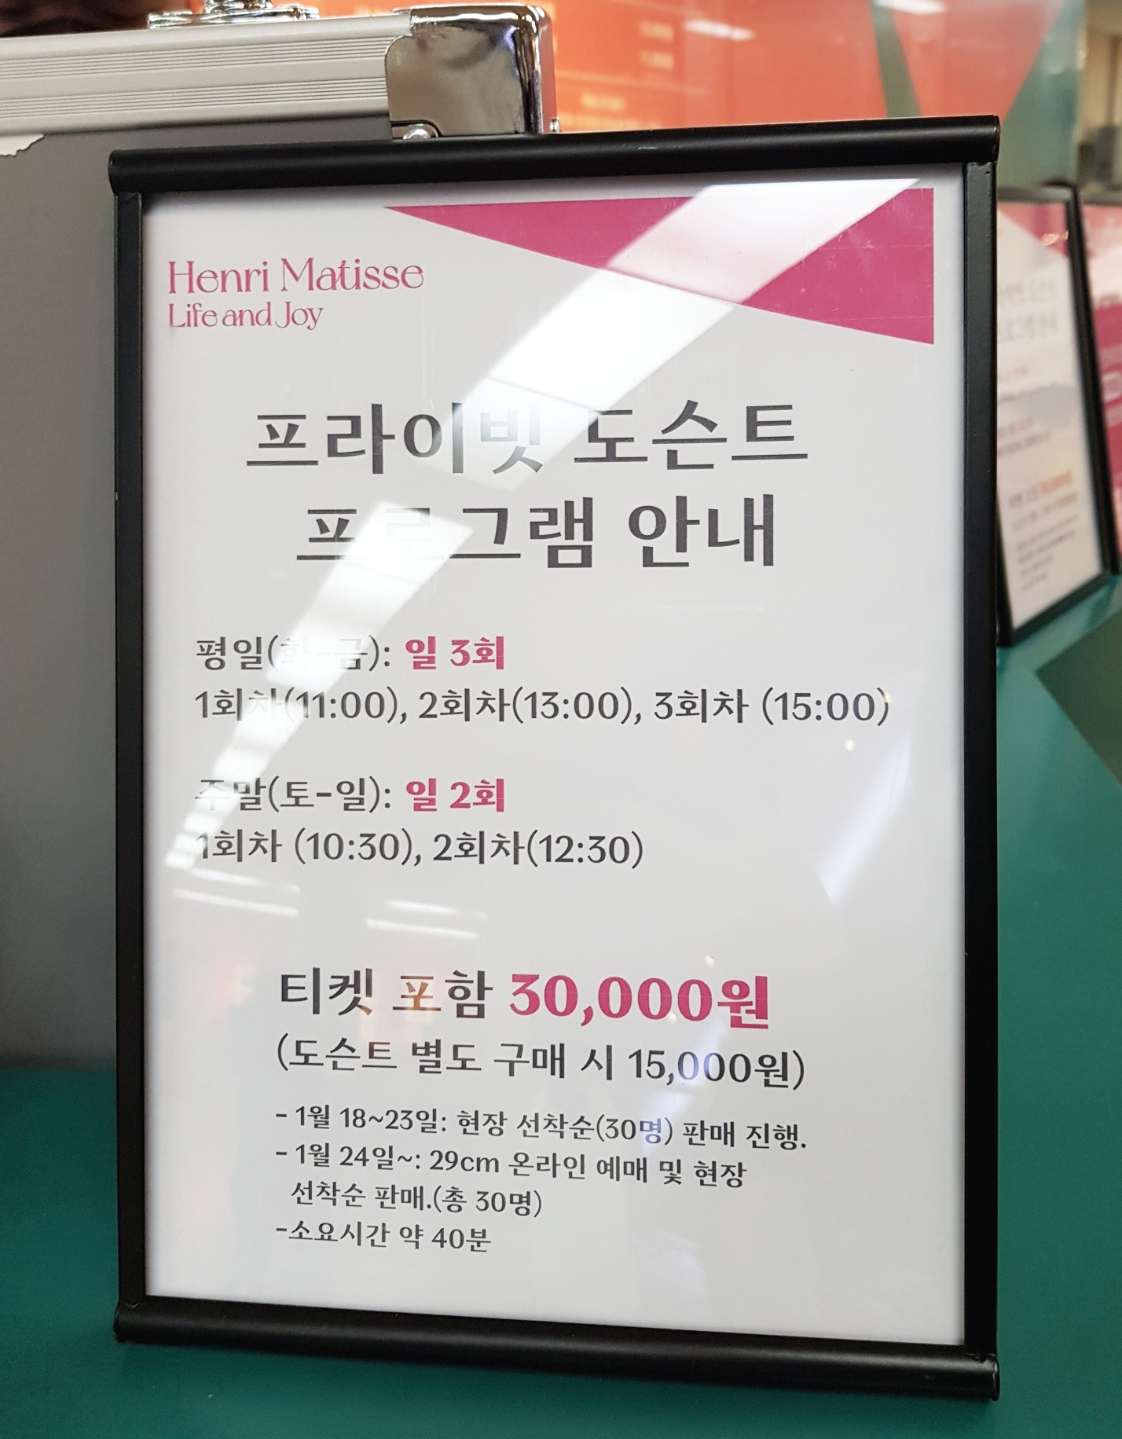 Henri Matisse
Life and Joy
프라이빗 도슨트
프로그램 안내
평일(화-금): 일 3회
1회차(11:00), 2회차(13:00), 3회차 (15:00)
주말(토-일): 일 2회
1회차 (10:30), 2회차(12:30)
티켓 포함 30,000원
(도슨트 별도 구매 시 15,000원)
- 1월 18~23일: 현장 선착순(30명) 판매 진행.
- 1월 24일~: 29cm 온라인 예매 및 현장
선착순 판매.(총 30명)
-소요시간 약 40분